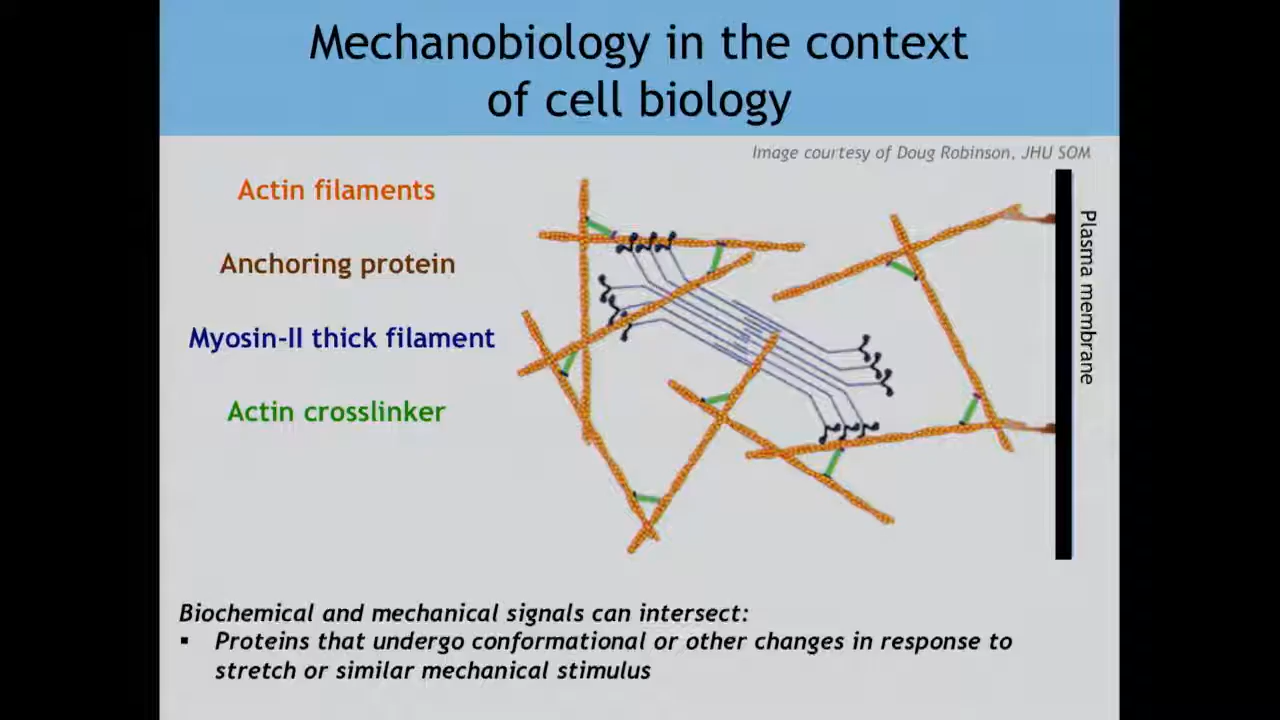 Mechanobiology in the context
of cell biology
Image courtesy of Doug Robinson, JHU SOM
Actin filaments
Anchoring protein
Myosin-II thick filament
Actin crosslinker
Plasma membrane
Biochemical and mechanical signals can intersect:
▪ Proteins that undergo conformational or other changes in response to
stretch or similar mechanical stimulus